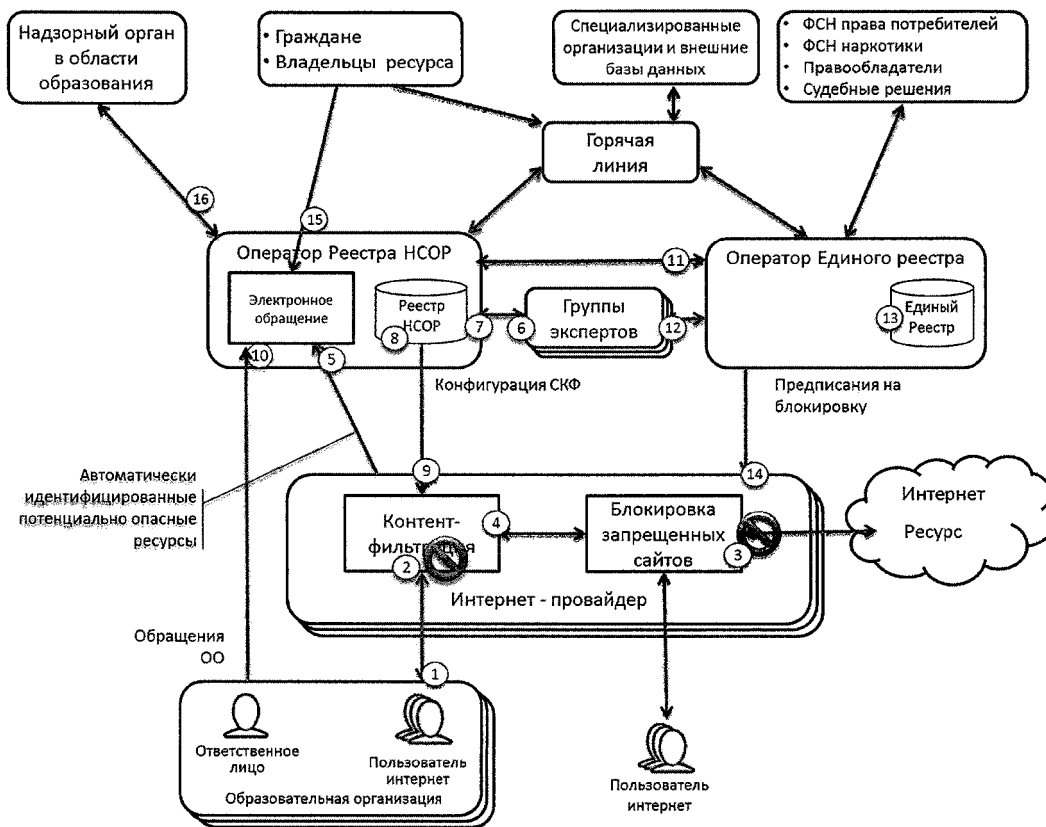 Надзорный орган
в области
образования
• Граждане
• Владельцы ресурса
Специализированные
организации и внешние
базы данных
• ФСН права потребителей
• ФСН наркотики
• Правообладатели
• Судебные решения
Горячая
линия
16
15
Оператор Реестра НСОР
11
Оператор Единого реестра
Электронное
обращение
Реестр
НСОР
8
7
6
Группы
экспертов
12
13
Единый
Реестр
10
5
Конфигурация СКФ
Предписания на
блокировку
Автоматически
идентифицированные
потенциально опасные
ресурсы
9
14
Контент-
фильтрация
2
4
Блокировка
запрещенных
сайтов
3
Интернет
Ресурс
Интернет - провайдер
Обращения
ОО
1
Ответственное
лицо
Пользователь
интернет
Образовательная организация
Пользователь
интернет